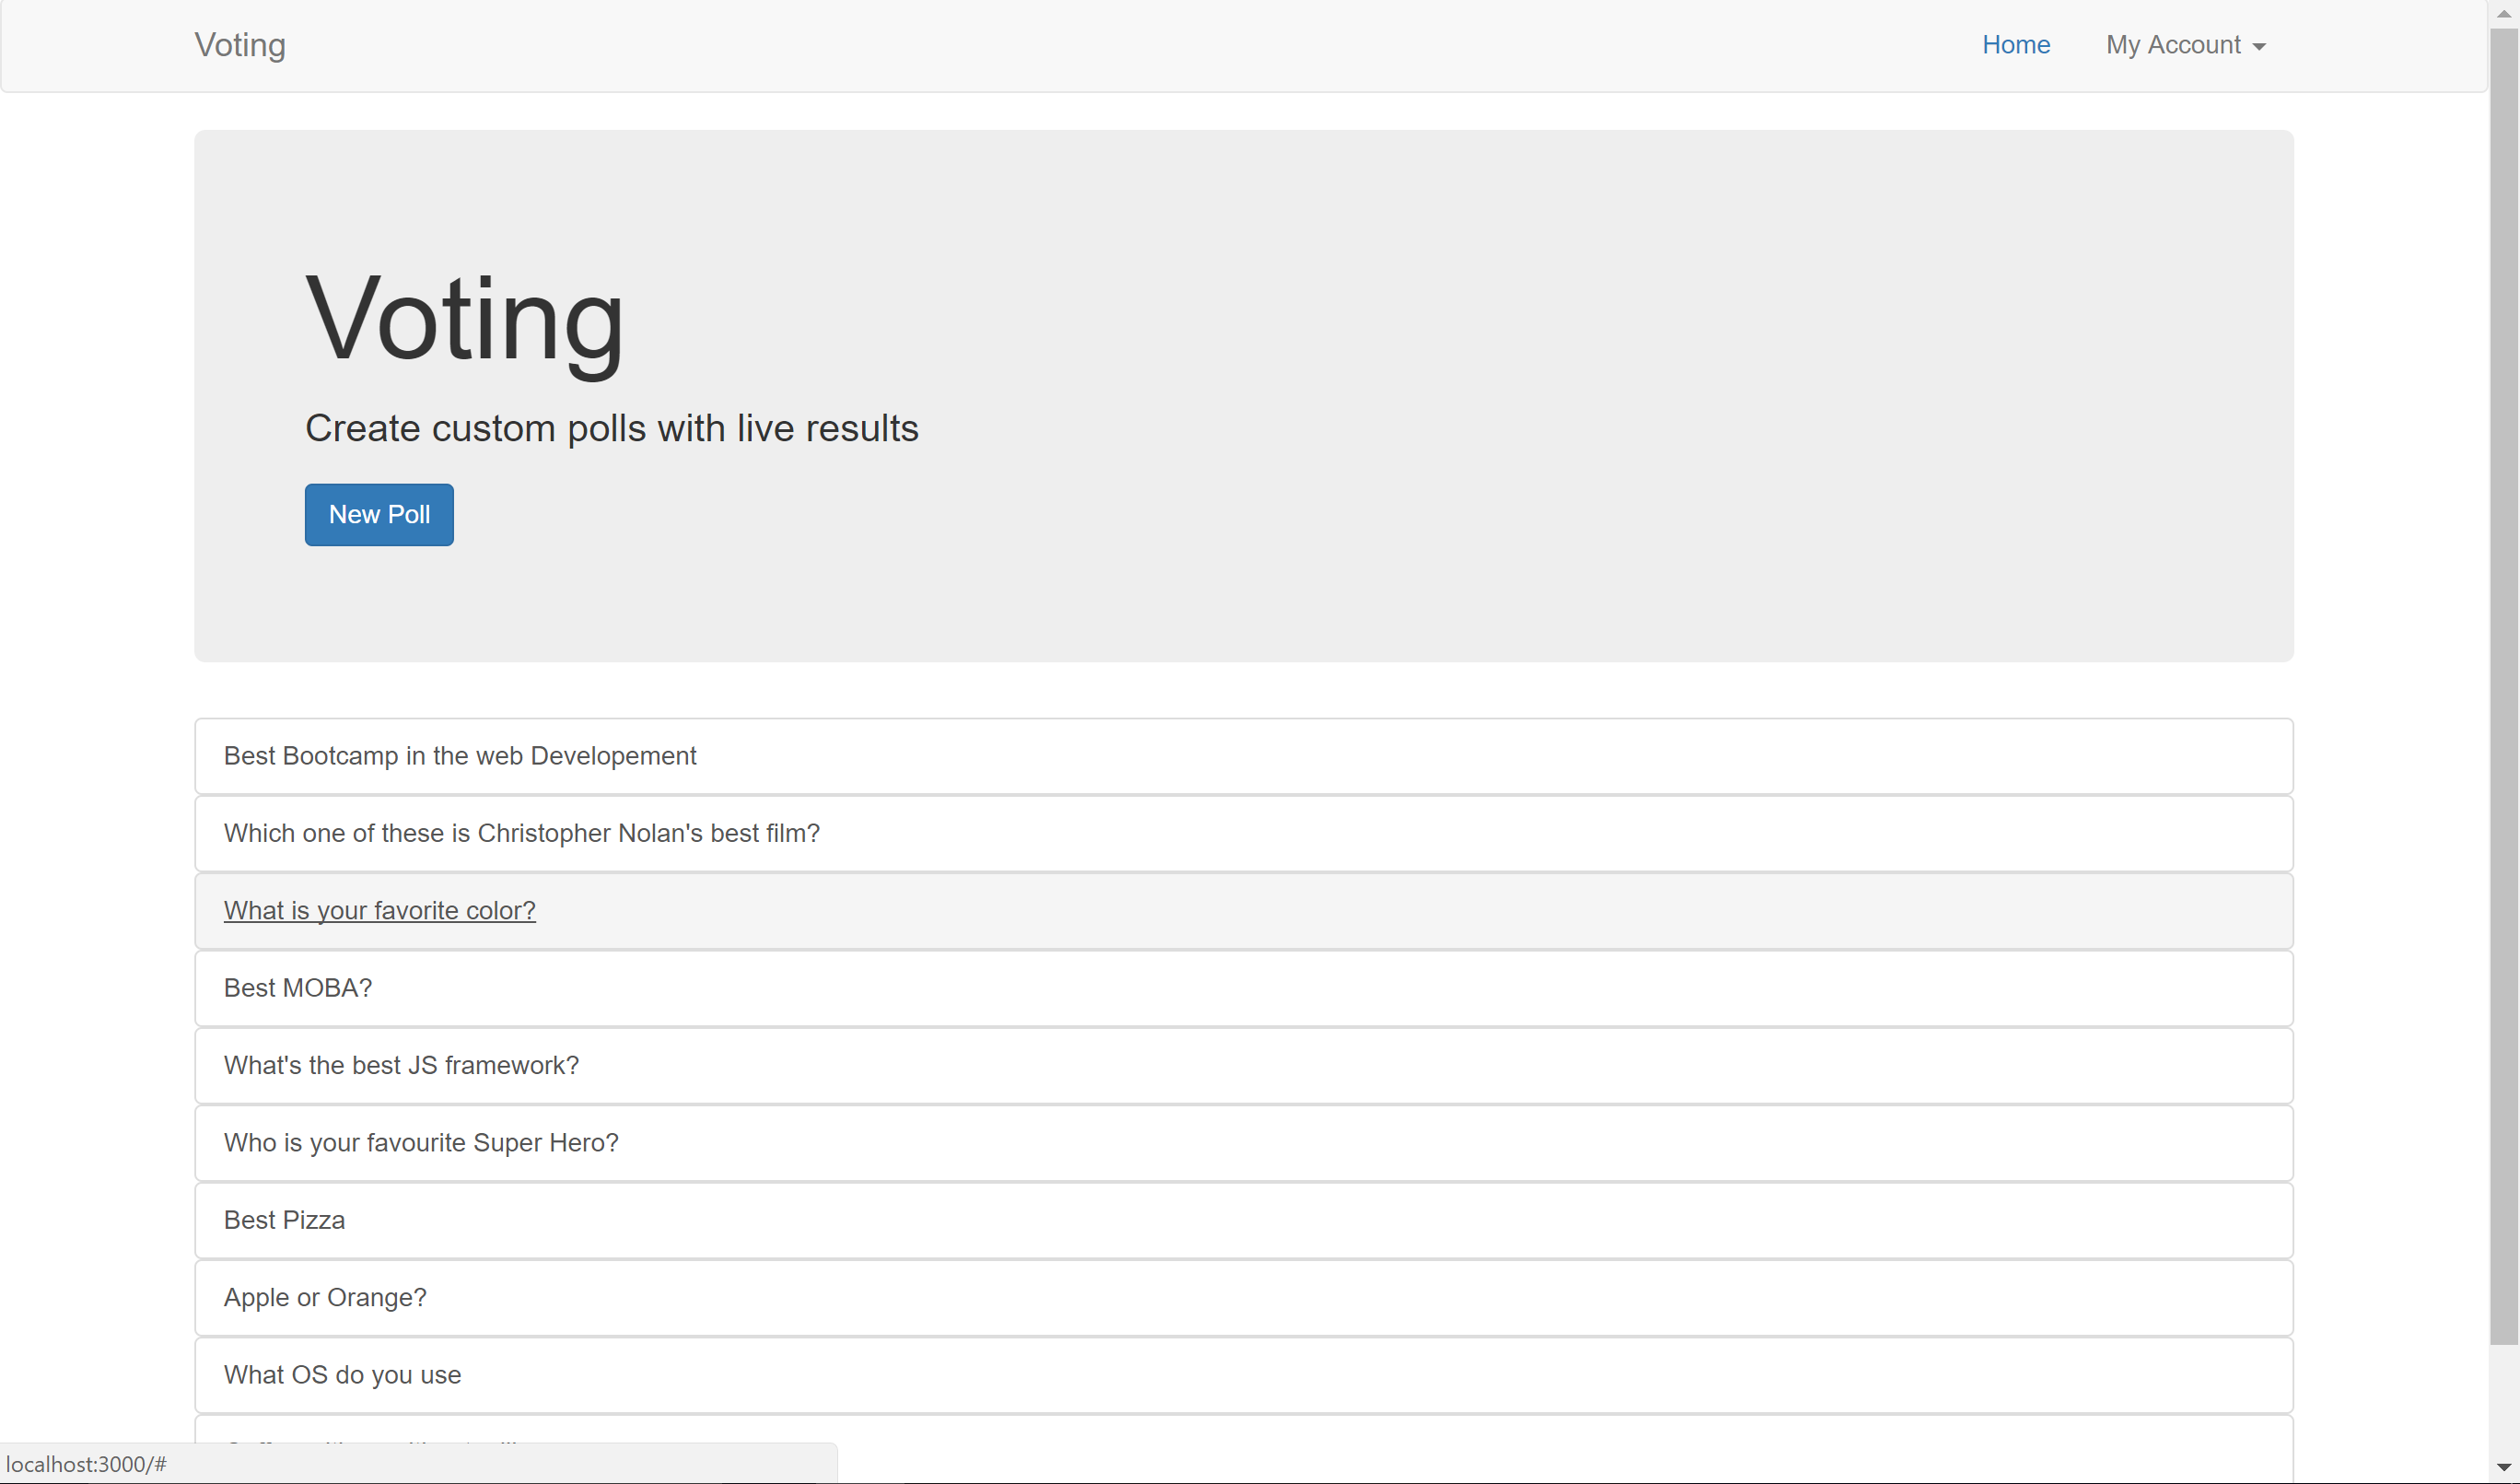 Voting
Home
My Account
Voting
Create custom polls with live results
New Poll
Best Bootcamp in the web Developement
Which one of these is Christopher Nolan's best film?
What is your favorite color?
Best MOBA?
What's the best JS framework?
Who is your favourite Super Hero?
Best Pizza
Apple or Orange?
What OS do you use
localhost:3000/#